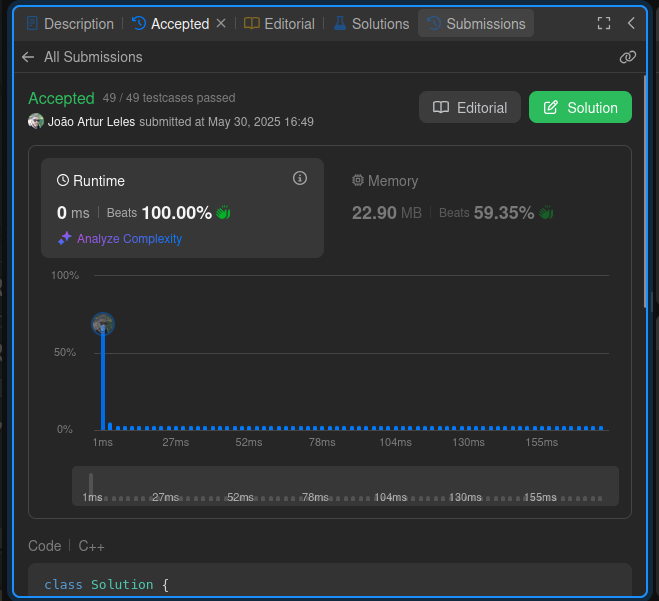 Description Accepted Editorial Solutions Submissions
All Submissions
Accepted 49 / 49 testcases passed
João Artur Leles submitted at May 30, 2025 16:49
Editorial
Solution
Runtime
0 ms Beats 100.00%
Analyze Complexity
Memory
22.90 MB Beats 59.35%
100%
50%
0%
1ms 27ms 52ms 78ms 104ms 130ms 155ms
1ms 27ms 52ms 78ms 104ms 130ms 155ms
Code C++
class Solution {